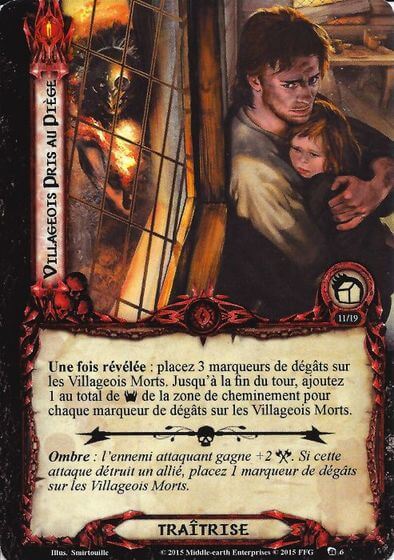 Villageois Pris au Piège
11/19
Une fois révélée : placez 3 marqueurs de dégâts sur
les Villageois Morts. Jusqu'à la fin du tour, ajoutez
1 au total de de la zone de cheminement pour
chaque marqueur de dégâts sur les Villageois Morts.
Ombre : l'ennemi attaquant gagne +2 . Si cette
attaque détruit un allié, placez 1 marqueur de dégâts
sur les Villageois Morts.
TRAÎTRISE
Illus. Smirtouille
© 2015 Middle-earth Enterprises © 2015 FFG
6